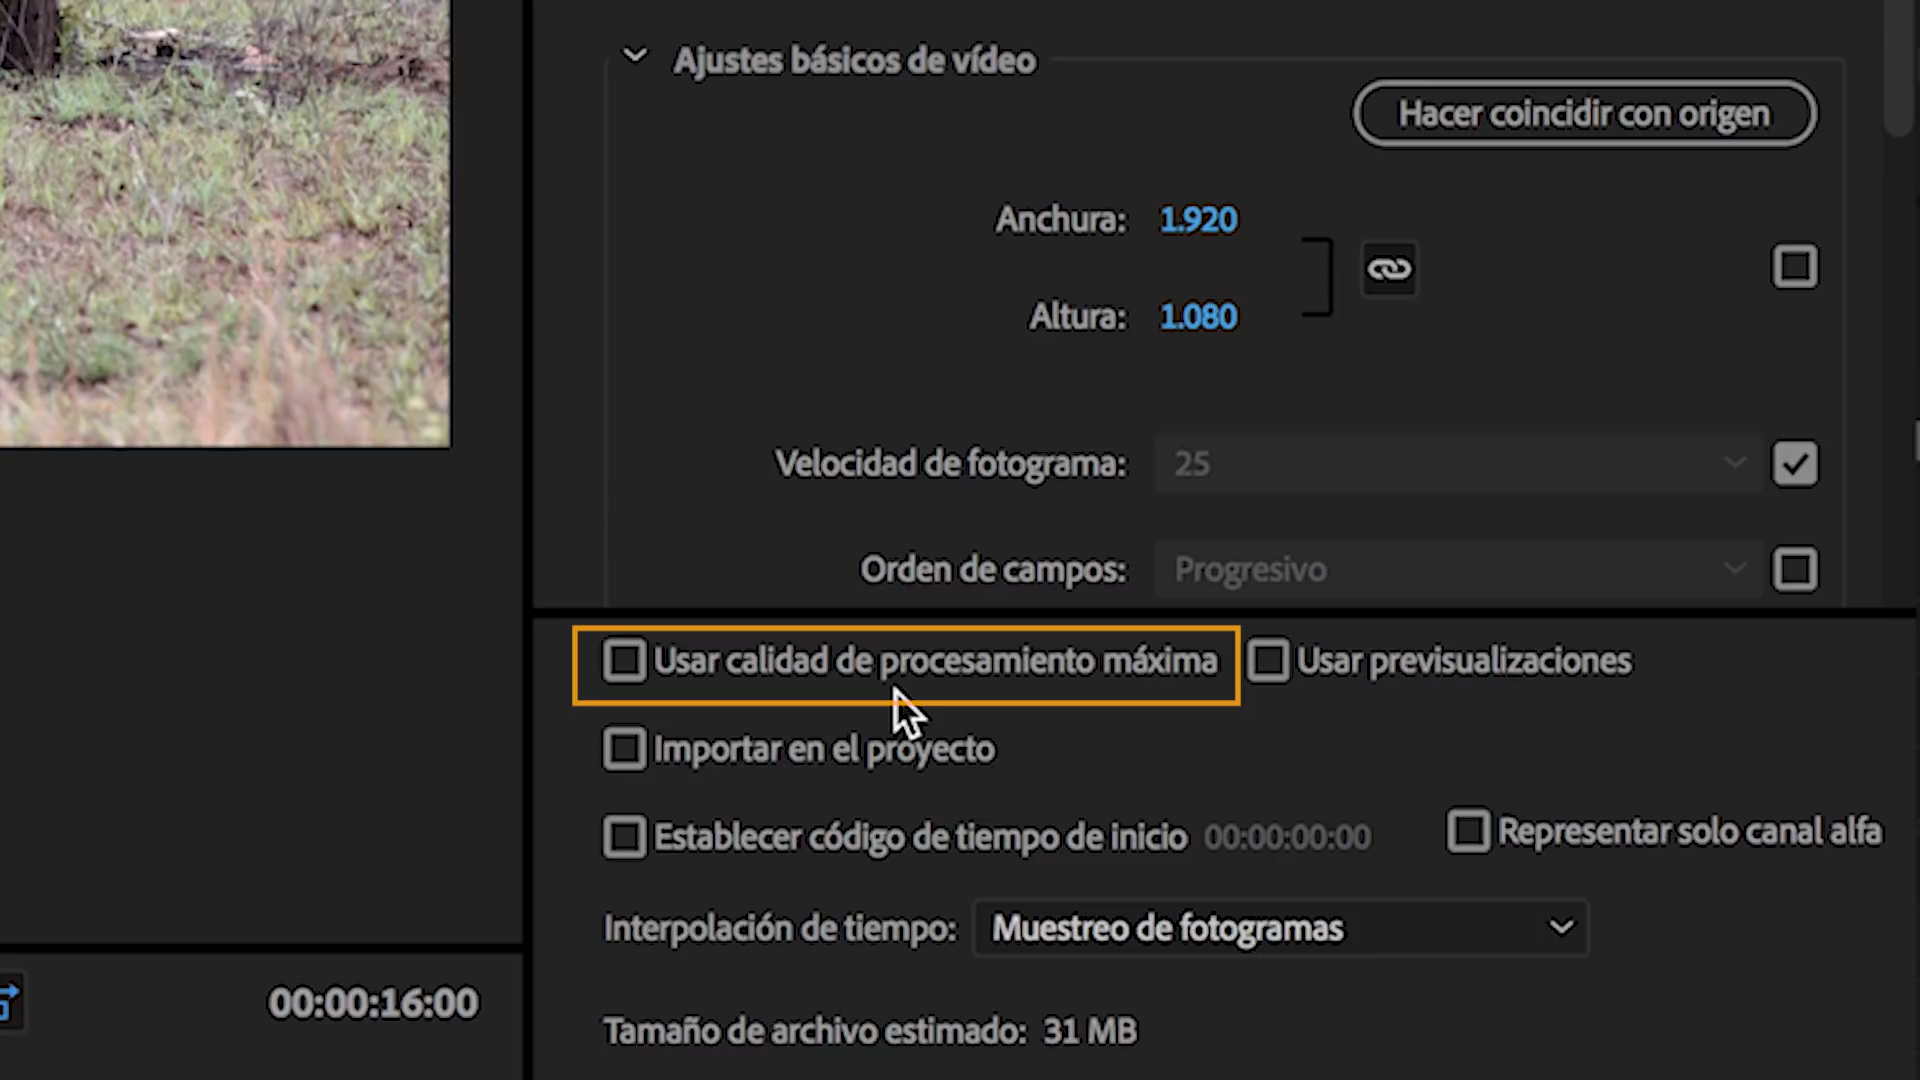 Ajustes básicos de vídeo
Hacer coincidir con origen
Anchura: 1.920
Altura: 1.080
Velocidad de fotograma: 25
Orden de campos: Progresivo
Usar calidad de procesamiento máxima Usar previsualizaciones
Importar en el proyecto
Establecer código de tiempo de inicio 00:00:00:00 Representar solo canal alfa
Interpolación de tiempo: Muestreo de fotogramas
00:00:16:00
Tamaño de archivo estimado: 31 MB